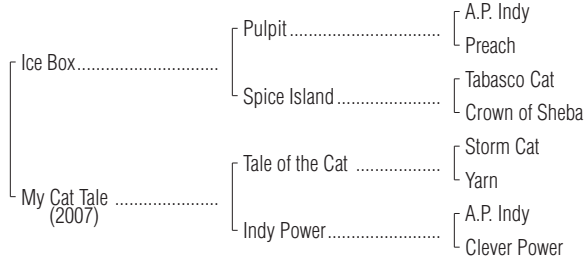 A.P. Indy
Pulpit
Preach
Ice Box
Tabasco Cat
Spice Island
Crown of Sheba
Storm Cat
Tale of the Cat
Yarn
My Cat Tale
(2007)
A.P. Indy
Indy Power
Clever Power